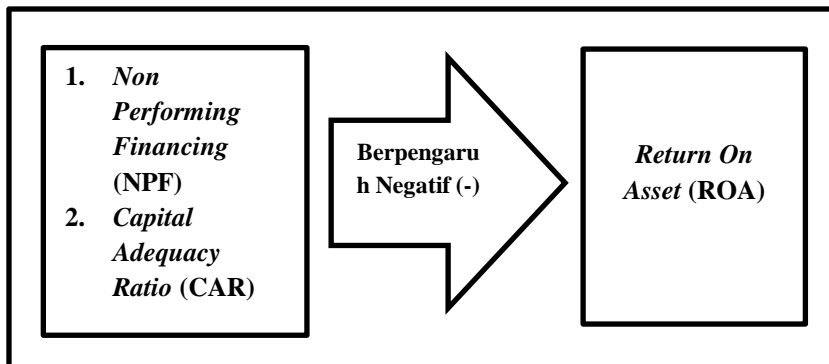 1. Non
Performing
Financing
(NPF)
2. Capital
Adequacy
Ratio (CAR)
Berpengaru
h Negatif (-)
Return On
Asset (ROA)